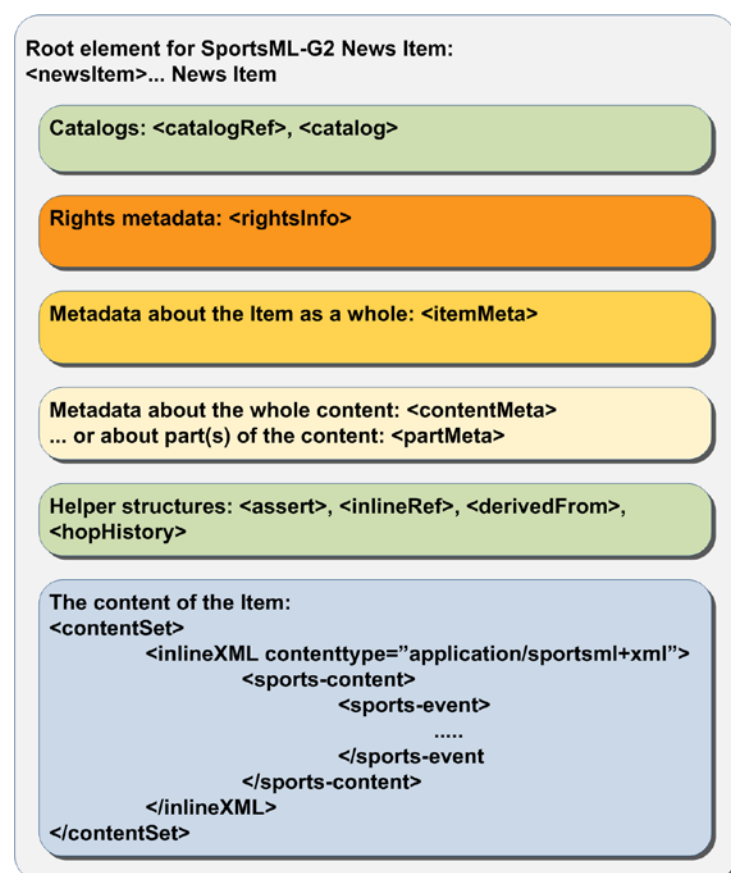 Root element for SportsML-G2 News Item:
<newsItem>... News Item
Catalogs: <catalogRef>, <catalog>
Rights metadata: <rightsInfo>
Metadata about the Item as a whole: <itemMeta>
Metadata about the whole content: <contentMeta>
... or about part(s) of the content: <partMeta>
Helper structures: <assert>, <inlineRef>, <derivedFrom>,
<hopHistory>
The content of the Item:
<contentSet>
<inlineXML contenttype=”application/sportsml+xml”>
<sports-content>
<sports-event>
.....
</sports-event
</sports-content>
</inlineXML>
</contentSet>